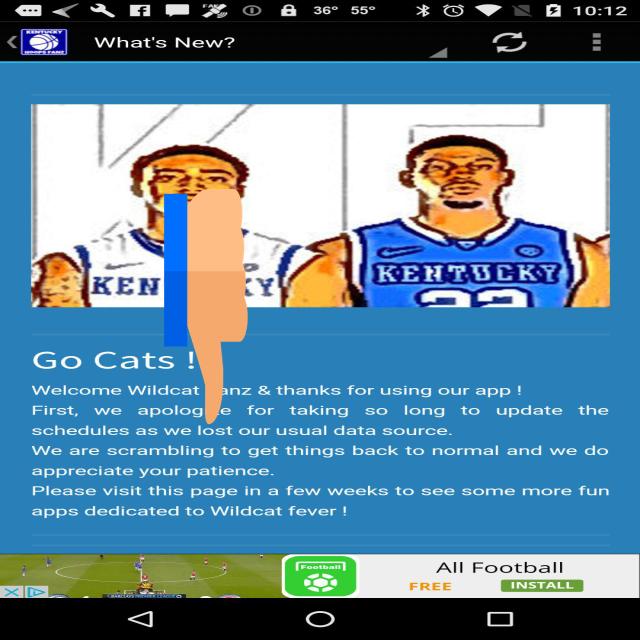 36° 55° 10:12
KENTUCKY
HOOPS FANZ
What's New?
KEN KY
KENTUCKY
Go Cats !
Welcome Wildcat anz & thanks for using our app !
First, we apolog e for taking so long to update the
schedules as we lost our usual data source.
We are scrambling to get things back to normal and we do
appreciate your patience.
Please visit this page in a few weeks to see some more fun
apps dedicated to Wildcat fever !
Football
All Football
FREE INSTALL